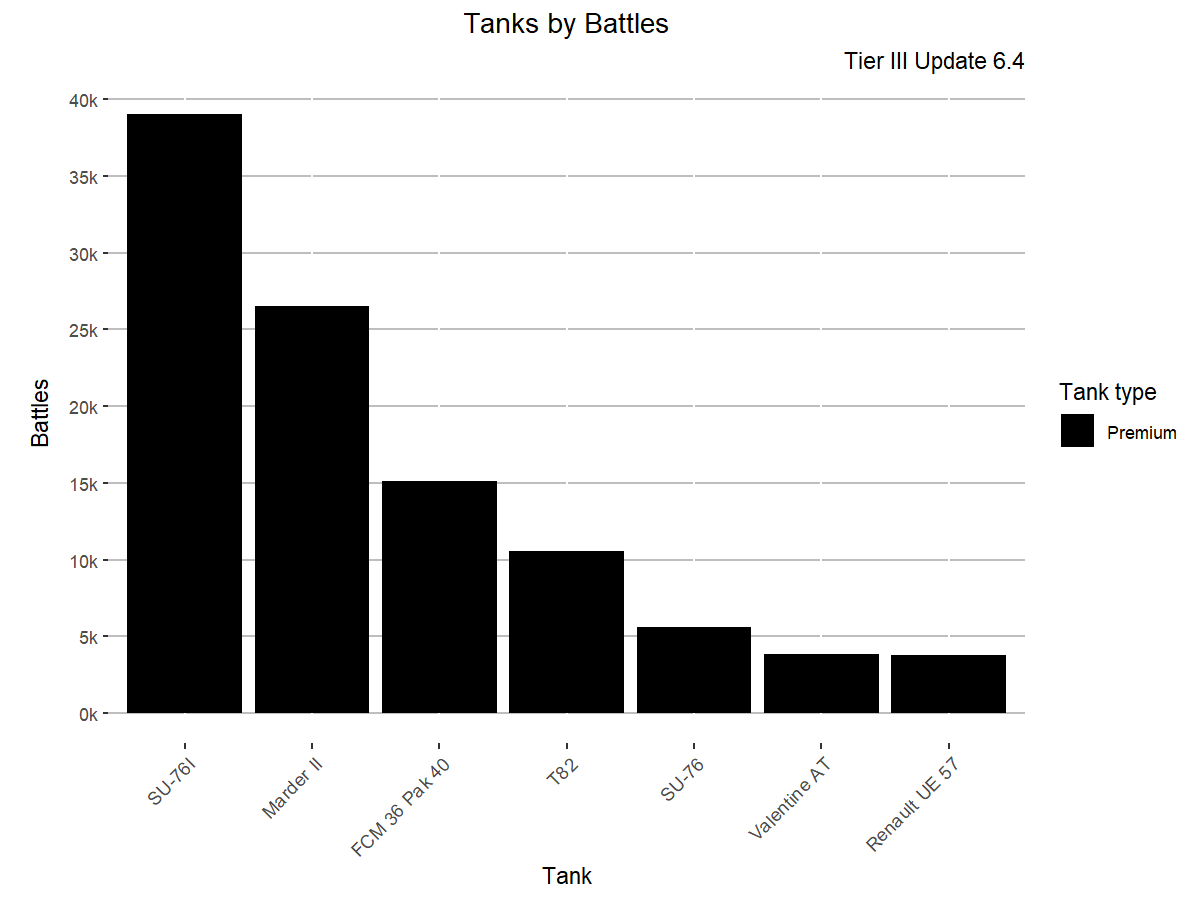 Tanks by Battles
Tier III Update 6.4
40k
35k
30k
25k
20k
15k
10k
5k
0k
Battles
SU-76I
Marder II
FCM 36 Pak 40
T82
SU-76
Valentine AT
Renault UE 57
Tank
Tank type
Premium